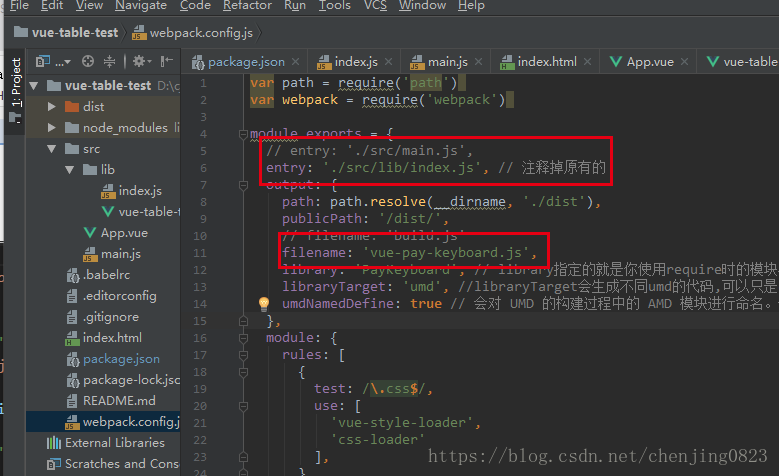 File Edit View Navigate Code Refactor Run Tools VCS Window Help
vue-table-test webpack.config.js
package.json index.js main.js index.html App.vue vue-table
1: Project
vue-table-test D:\
dist
node_modules li
src
lib
index.js
vue-table-t
App.vue
main.js
.babelrc
.editorconfig
.gitignore
index.html
package.json
package-lock.jsc
README.md
webpack.config.j
External Libraries
Scratches and Cons
1 var path = require('path')
2 var webpack = require('webpack')
3
4 module.exports = {
5 // entry: './src/main.js',
6 entry: './src/lib/index.js', // 注释掉原有的
7 output: {
8 path: path.resolve(__dirname, './dist'),
9 publicPath: '/dist/',
10 // filename: 'build.js'
11 filename: 'vue-pay-keyboard.js',
12 library: 'PayKeyboard', // library指定的就是你使用require时的模块
13 libraryTarget: 'umd', //libraryTarget会生成不同umd的代码,可以只是
14 umdNamedDefine: true // 会对 UMD 的构建过程中的 AMD 模块进行命名。
15 },
16 module: {
17 rules: [
18 {
19 test: /\.css$/,
20 use: [
21 'vue-style-loader',
22 'css-loader'
23 ],
24 }
https://blog.csdn.net/chenjing0823